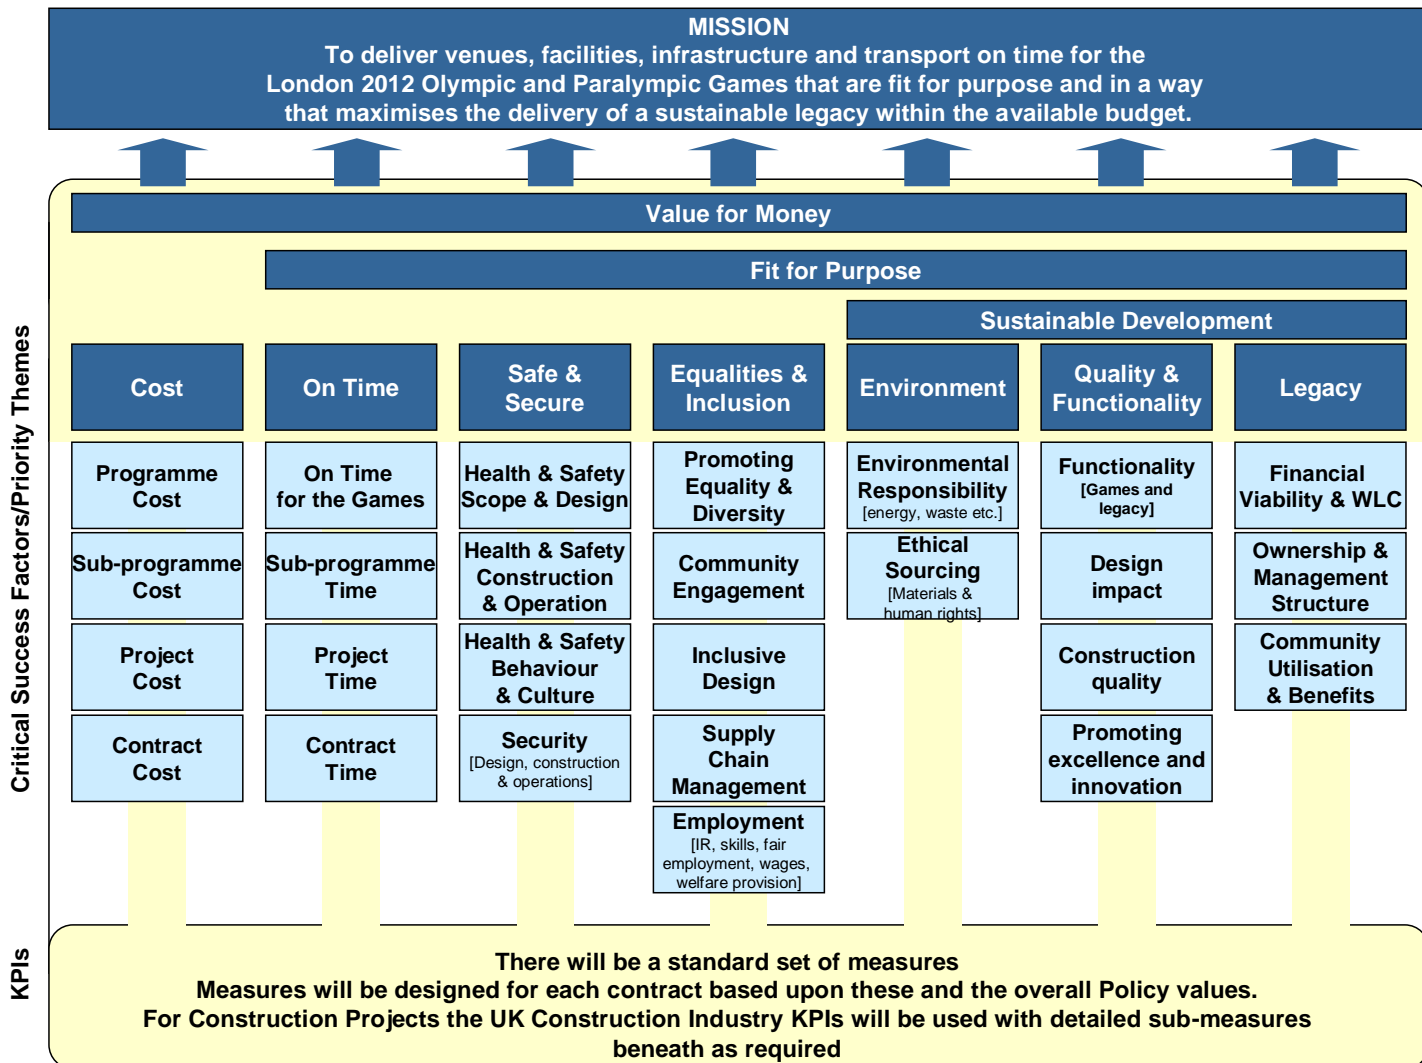 MISSION
To deliver venues, facilities, infrastructure and transport on time for the
London 2012 Olympic and Paralympic Games that are fit for purpose and in a way
that maximises the delivery of a sustainable legacy within the available budget.
Value for Money
Fit for Purpose
Sustainable Development
Critical Success Factors/Priority Themes
Cost
On Time
Safe &
Secure
Equalities &
Inclusion
Environment
Quality &
Functionality
Legacy
Programme
Cost
On Time
for the Games
Health & Safety
Scope & Design
Promoting
Equality &
Diversity
Environmental
Responsibility
[energy, waste etc.]
Functionality
[Games and
legacy]
Financial
Viability & WLC
Sub-programme
Cost
Sub-programme
Time
Health & Safety
Construction
& Operation
Community
Engagement
Ethical
Sourcing
[Materials &
human rights]
Design
impact
Ownership &
Management
Structure
Project
Cost
Project
Time
Health & Safety
Behaviour
& Culture
Inclusive
Design
Construction
quality
Community
Utilisation
& Benefits
Contract
Cost
Contract
Time
Security
[Design, construction
& operations]
Supply
Chain
Management
Promoting
excellence and
innovation
Employment
[IR, skills, fair
employment, wages,
welfare provision]
KPIs
There will be a standard set of measures
Measures will be designed for each contract based upon these and the overall Policy values.
For Construction Projects the UK Construction Industry KPIs will be used with detailed sub-measures
beneath as required